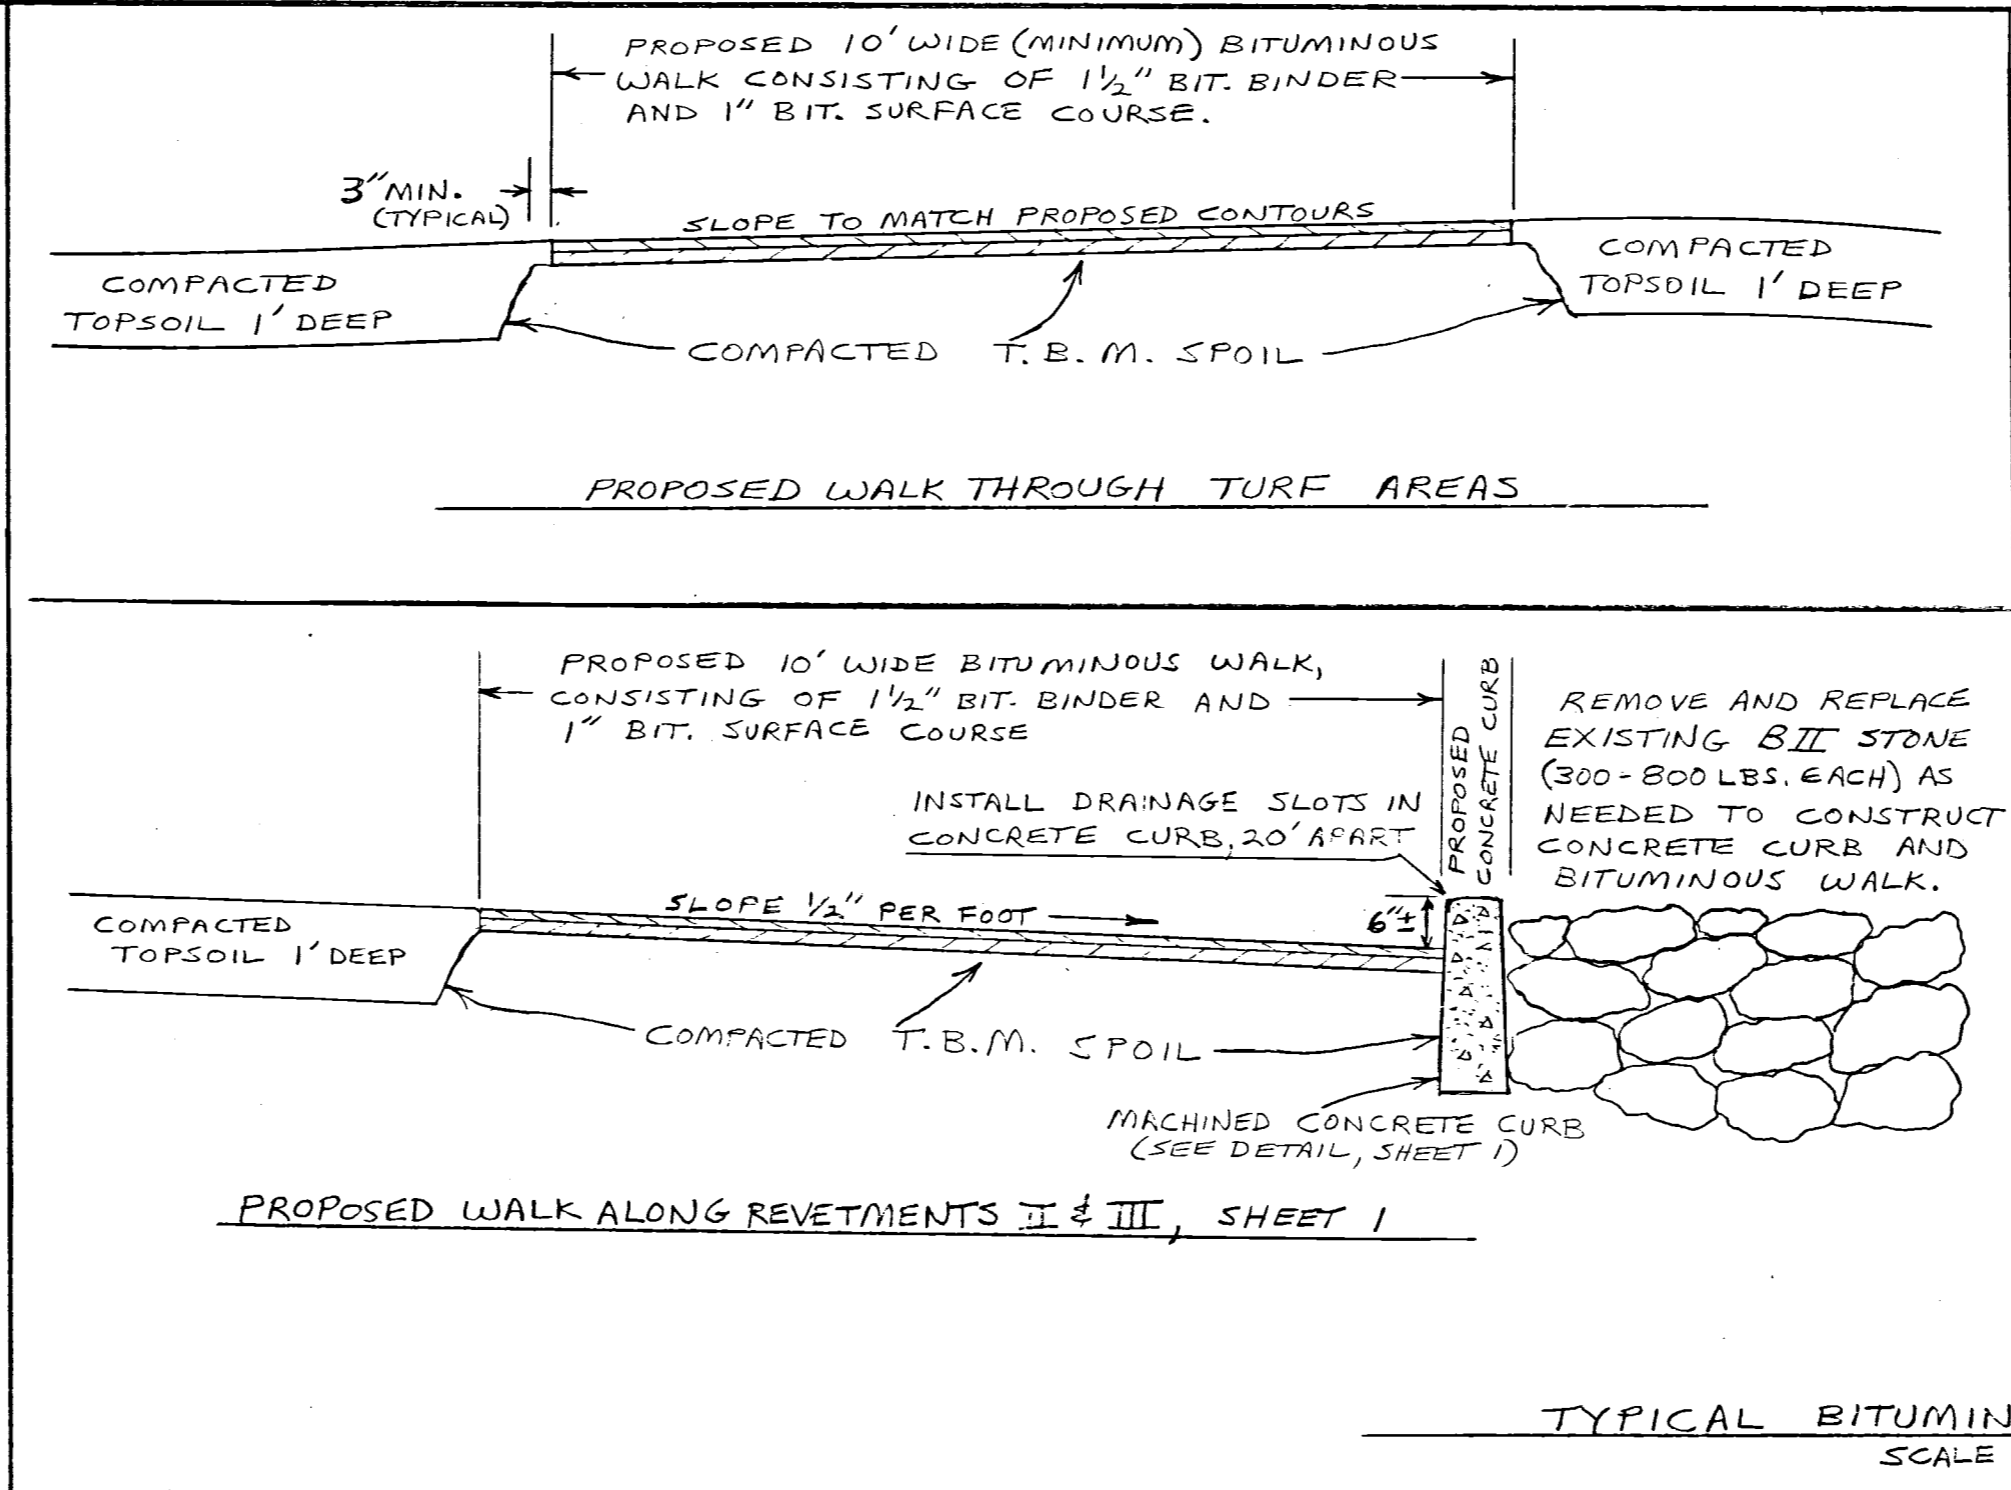 PROPOSED 10' WIDE (MINIMUM) BITUMINOUS
WALK CONSISTING OF 1½" BIT. BINDER
AND 1" BIT. SURFACE COURSE.
3" MIN.
(TYPICAL)
SLOPE TO MATCH PROPOSED CONTOURS
COMPACTED
TOPSOIL 1' DEEP
COMPACTED
TOPSOIL 1' DEEP
COMPACTED T.B.M. SPOIL
PROPOSED WALK THROUGH TURF AREAS
PROPOSED 10' WIDE BITUMINOUS WALK,
CONSISTING OF 1½" BIT. BINDER AND
1" BIT. SURFACE COURSE
PROPOSED
CONCRETE CURB
REMOVE AND REPLACE
EXISTING BII STONE
(300-800 LBS. EACH) AS
NEEDED TO CONSTRUCT
CONCRETE CURB AND
BITUMINOUS WALK.
INSTALL DRAINAGE SLOTS IN
CONCRETE CURB, 20' APART
SLOPE ½" PER FOOT
6"±
COMPACTED
TOPSOIL 1' DEEP
COMPACTED T.B.M. SPOIL
MACHINED CONCRETE CURB
(SEE DETAIL, SHEET 1)
PROPOSED WALK ALONG REVETMENTS II & III, SHEET 1
TYPICAL BITUMIN
SCALE